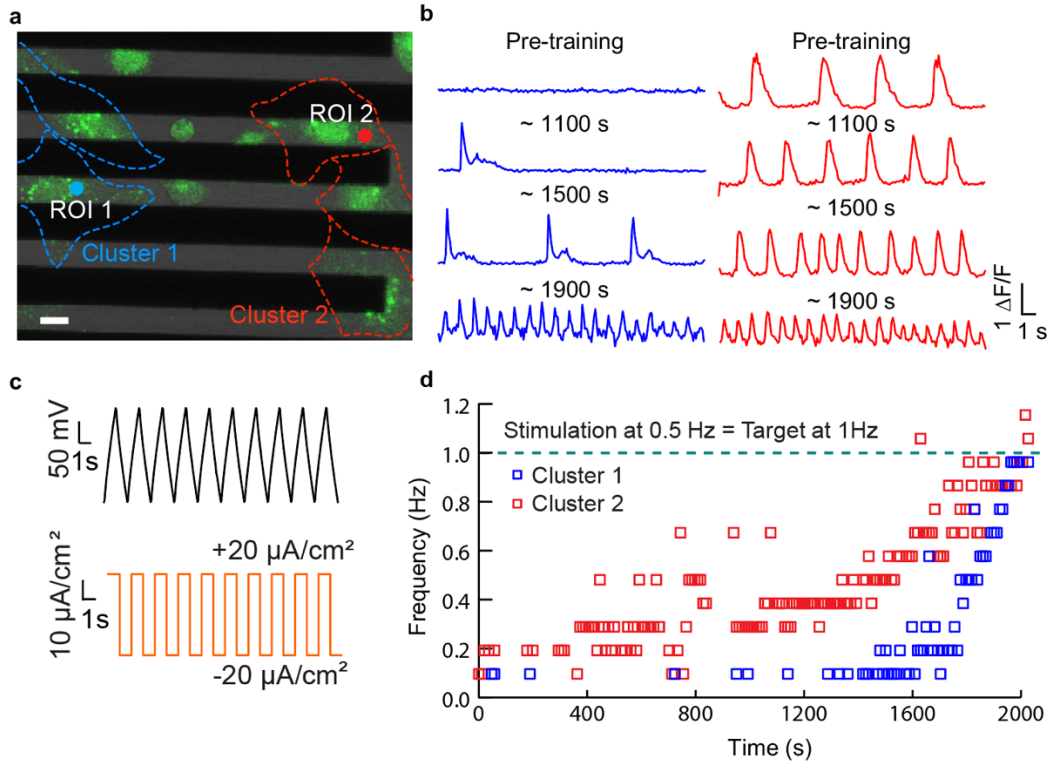 a
ROI 2
ROI 1
Cluster 1
Cluster 2
b
Pre-training
Pre-training
~ 1100 s
~ 1100 s
~ 1500 s
~ 1500 s
~ 1900 s
~ 1900 s
1 ΔF/F
1 s
c
50 mV
1s
+20 µA/cm²
10 µA/cm²
1s
-20 µA/cm²
d
Stimulation at 0.5 Hz = Target at 1Hz
Cluster 1
Cluster 2
Frequency (Hz)
1.2
1.0
0.8
0.6
0.4
0.2
0.0
0 400 800 1200 1600 2000
Time (s)